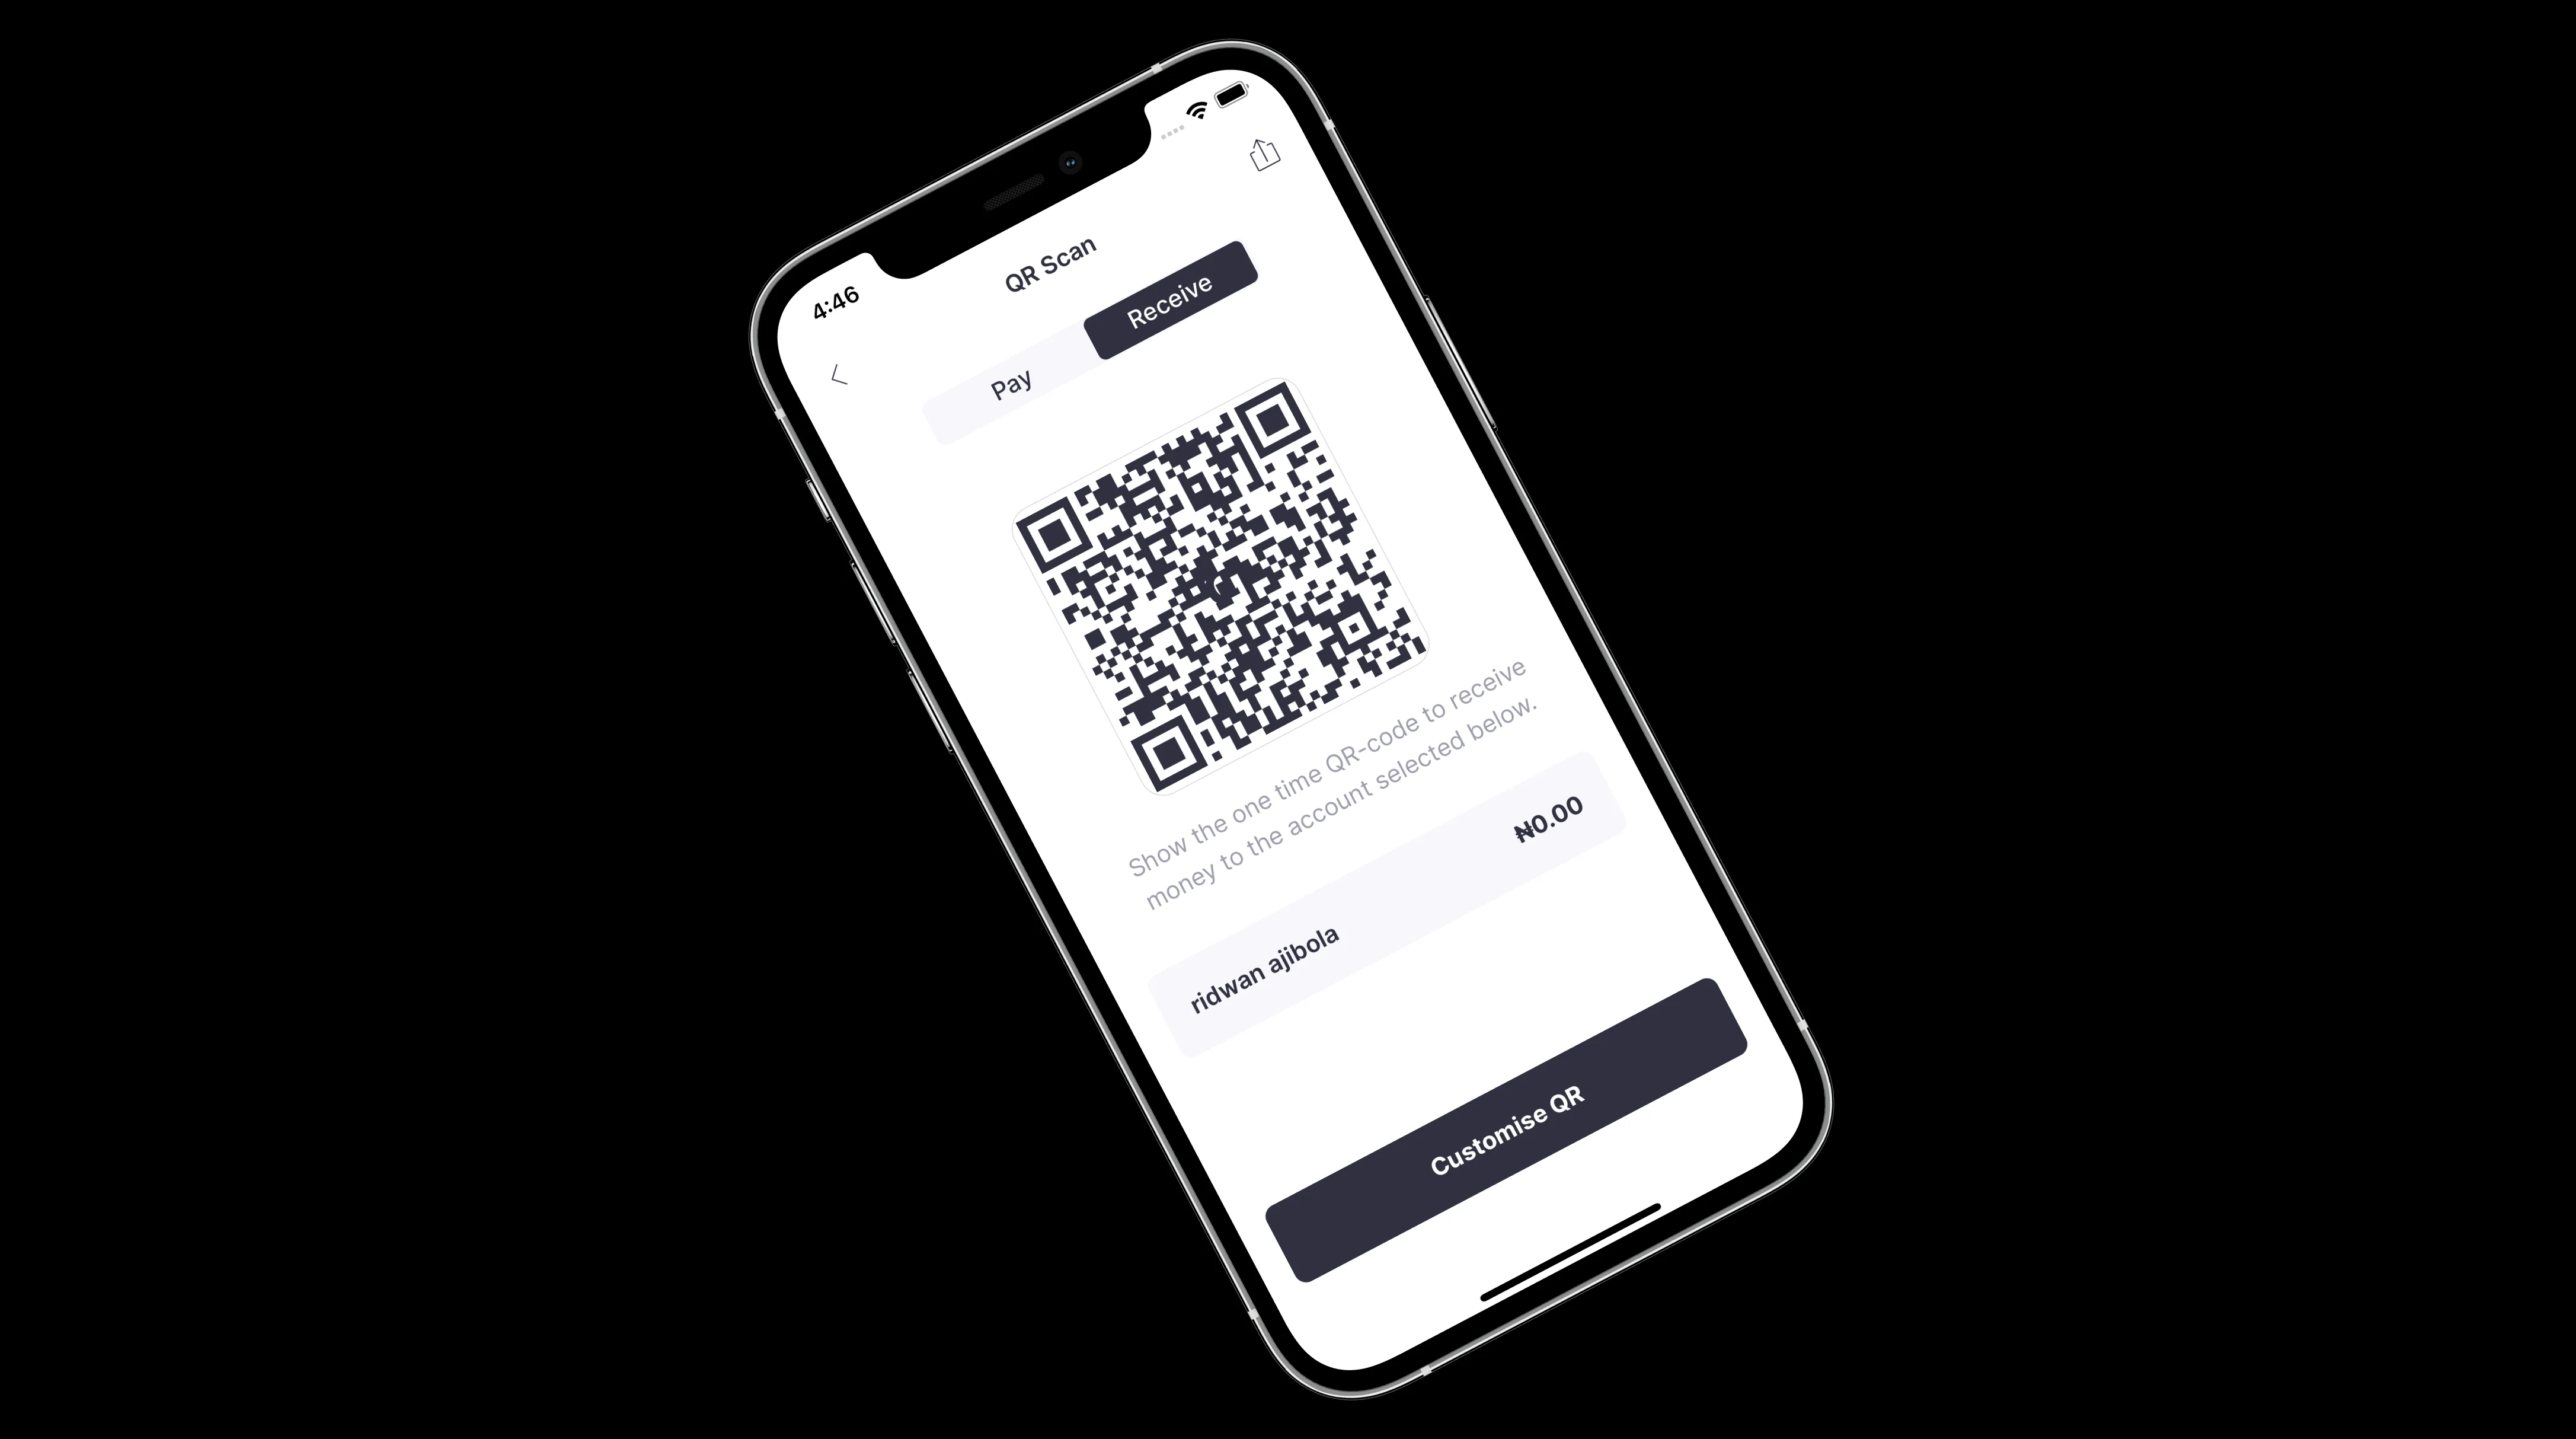 4:46
QR Scan
Pay
Receive
Show the one time QR-code to receive
money to the account selected below.
ridwan ajibola
₦0.00
Customise QR